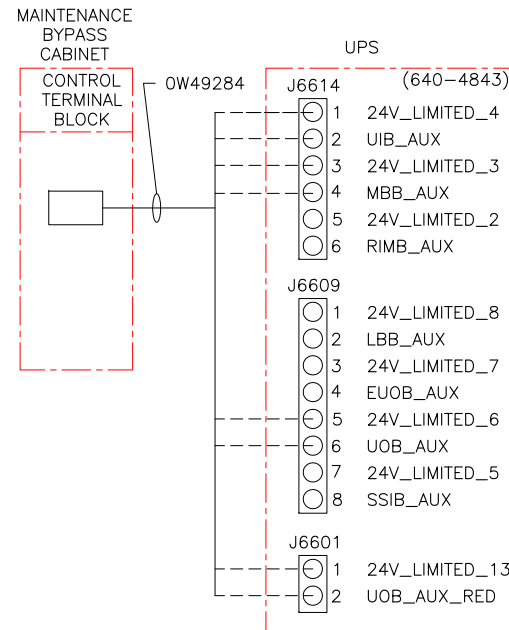 MAINTENANCE
BYPASS
CABINET
CONTROL
TERMINAL
BLOCK
0W49284
UPS
(640-4843)
J6614
1 24V_LIMITED_4
2 UIB_AUX
3 24V_LIMITED_3
4 MBB_AUX
5 24V_LIMITED_2
6 RIMB_AUX
J6609
1 24V_LIMITED_8
2 LBB_AUX
3 24V_LIMITED_7
4 EUOB_AUX
5 24V_LIMITED_6
6 UOB_AUX
7 24V_LIMITED_5
8 SSIB_AUX
J6601
1 24V_LIMITED_13
2 UOB_AUX_RED